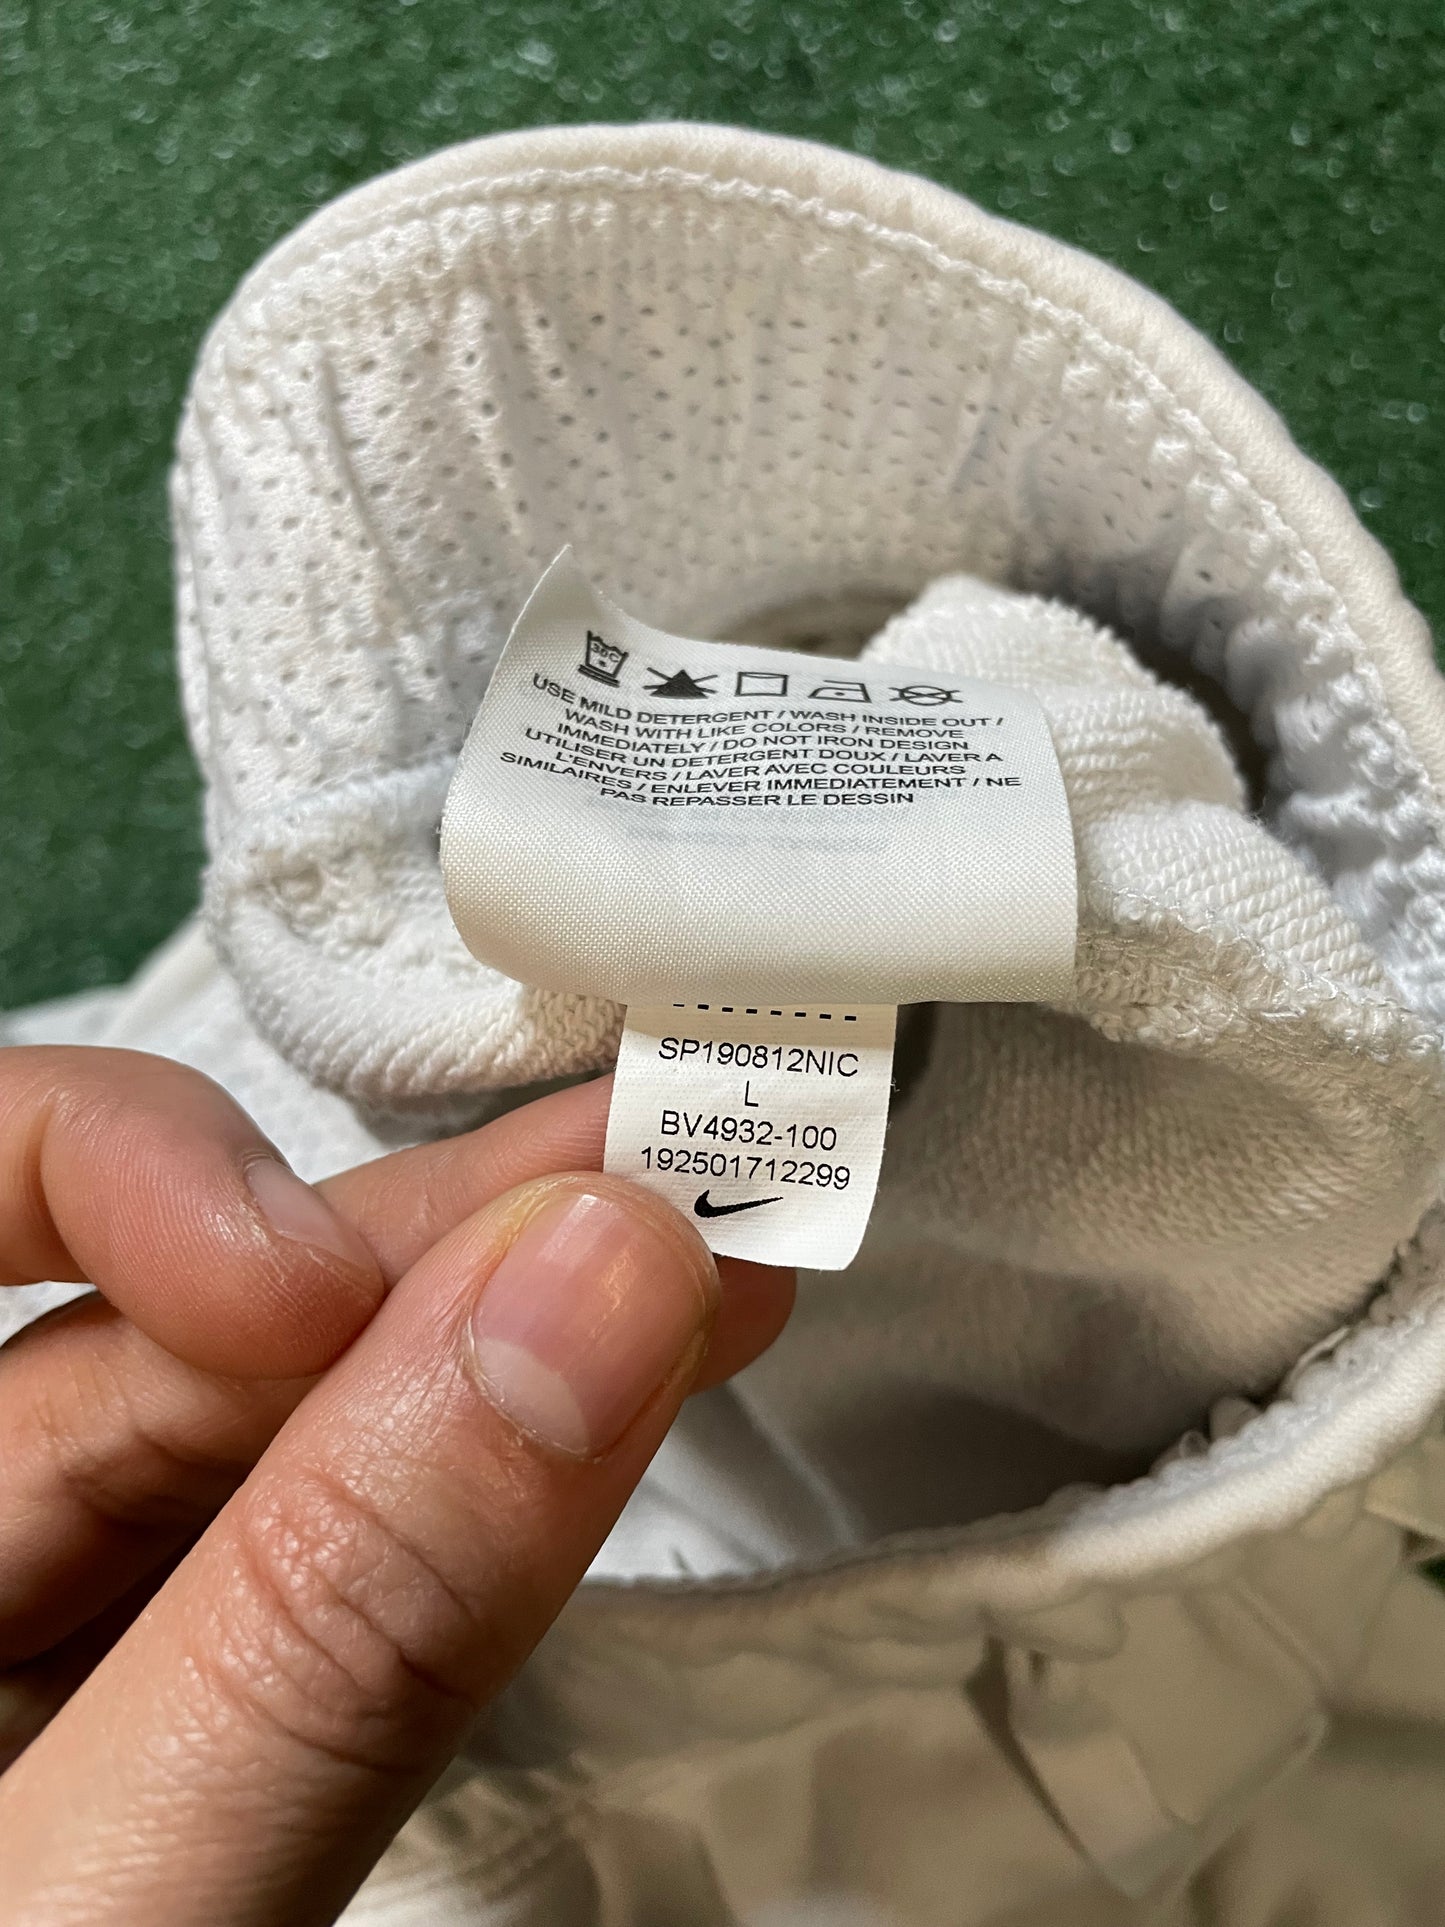 30C
USE MILD DETERGENT / WASH INSIDE OUT /
WASH WITH LIKE COLORS / REMOVE
IMMEDIATELY / DO NOT IRON DESIGN
UTILISER UN DETERGENT DOUX / LAVER A
L'ENVERS / LAVER AVEC COULEURS
SIMILAIRES / ENLEVER IMMEDIATEMENT / NE
PAS REPASSER LE DESSIN
SP190812NIC
L
BV4932-100
192501712299